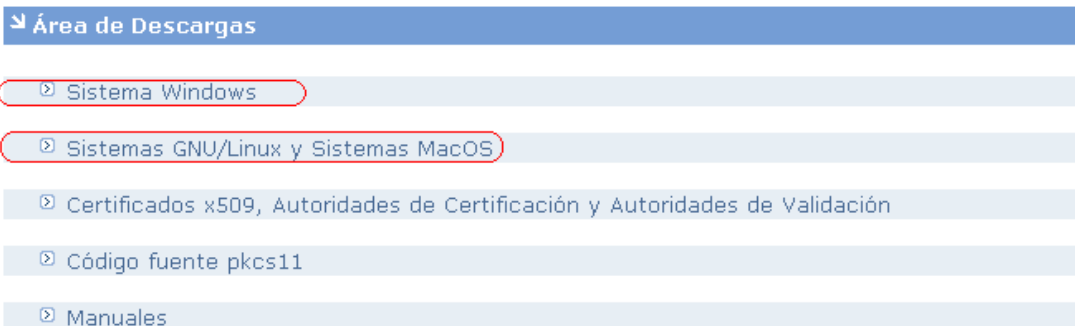 Área de Descargas
Sistema Windows
Sistemas GNU/Linux y Sistemas MacOS
Certificados x509, Autoridades de Certificación y Autoridades de Validación
Código fuente pkcs11
Manuales